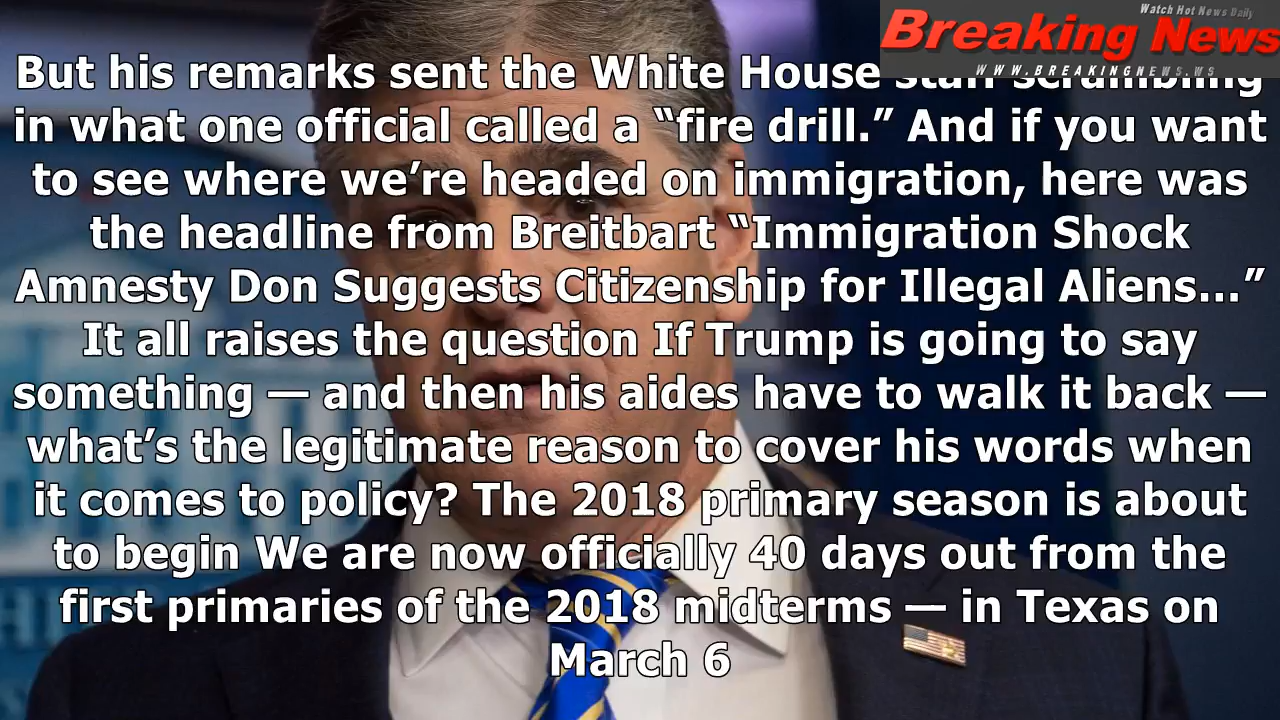 Watch Hot News Daily
Breaking News
WWW.BREAKINGNEWS.WS
But his remarks sent the White House staff scrambling
in what one official called a “fire drill.” And if you want
to see where we’re headed on immigration, here was
the headline from Breitbart “Immigration Shock
Amnesty Don Suggests Citizenship for Illegal Aliens...”
It all raises the question If Trump is going to say
something — and then his aides have to walk it back —
what’s the legitimate reason to cover his words when
it comes to policy? The 2018 primary season is about
to begin We are now officially 40 days out from the
first primaries of the 2018 midterms — in Texas on
March 6